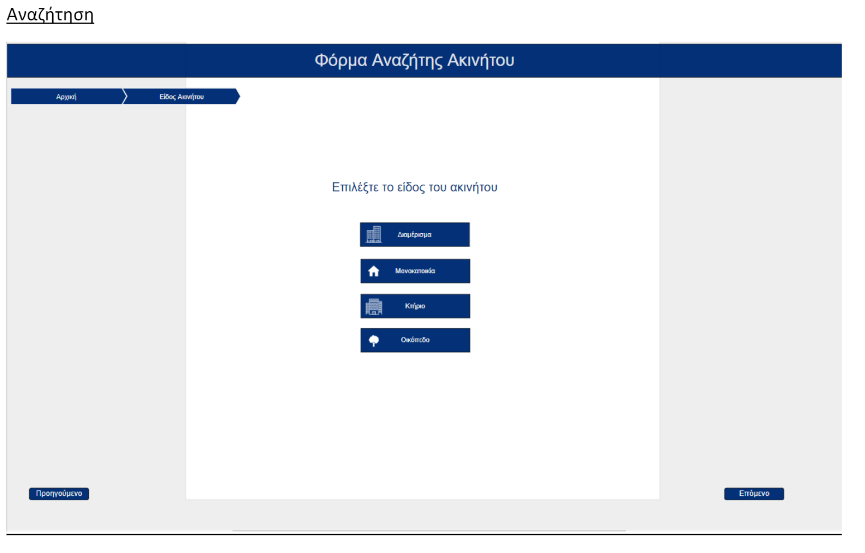 Αναζήτηση
Φόρμα Αναζήτης Ακινήτου
Αρχική
Είδος Ακινήτου
Επιλέξτε το είδος του ακινήτου
Διαμέρισμα
Μονοκατοικία
Κτήριο
Οικόπεδο
Προηγούμενο
Επόμενο